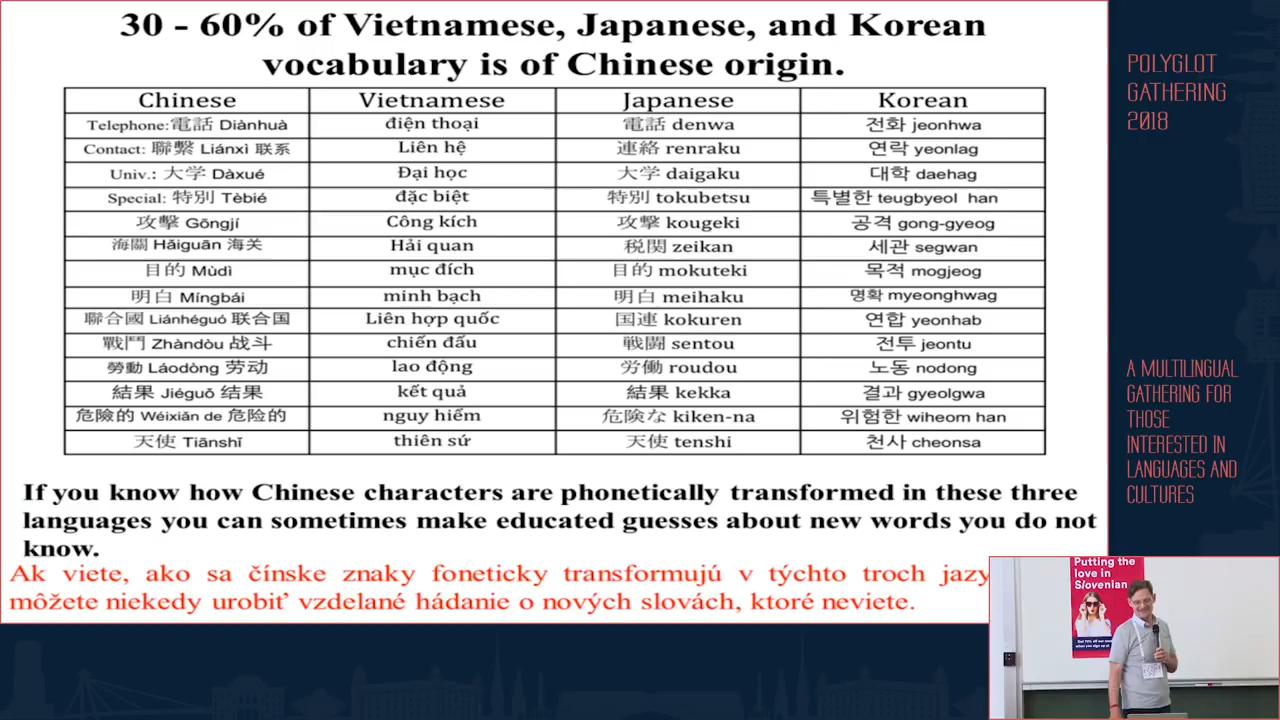 30 - 60% of Vietnamese, Japanese, and Korean
vocabulary is of Chinese origin.
Chinese Vietnamese Japanese Korean
Telephone:電話 Diànhuà điện thoại 電話 denwa 전화 jeonhwa
Contact: 聯繫 Liánxì 联系 Liên hệ 連絡 renraku 연락 yeonlag
Univ.: 大学 Dàxué Đại học 大学 daigaku 대학 daehag
Special: 特別 Tèbié đặc biệt 特別 tokubetsu 특별한 teugbyeol han
攻擊 Gōngjí Công kích 攻擊 kougeki 공격 gong-gyeog
海關 Hǎiguān 海关 Hải quan 税関 zeikan 세관 segwan
目的 Mùdì mục đích 目的 mokuteki 목적 mogjeog
明白 Míngbái minh bạch 明白 meihaku 명확 myeonghwag
聯合國 Liánhéguó 联合国 Liên hợp quốc 国連 kokuren 연합 yeonhab
戰鬥 Zhàndòu 战斗 chiến đấu 戦闘 sentou 전투 jeontu
勞動 Láodòng 劳动 lao động 労働 roudou 노동 nodong
結果 Jiéguǒ 结果 kết quả 結果 kekka 결과 gyeolgwa
危險的 Wéixiǎn de 危险的 nguy hiểm 危険な kiken-na 위험한 wiheom han
天使 Tiānshǐ thiên sứ 天使 tenshi 천사 cheonsa
If you know how Chinese characters are phonetically transformed in these three
languages you can sometimes make educated guesses about new words you do not
know.
Ak viete, ako sa čínske znaky foneticky transformujú v týchto troch jazy
môžete niekedy urobiť vzdelané hádanie o nových slovách, ktoré neviete.
POLYGLOT
GATHERING
2018
A MULTILINGUAL
GATHERING FOR
THOSE
INTERESTED IN
LANGUAGES AND
CULTURES
Putting the
love in
Slovenian